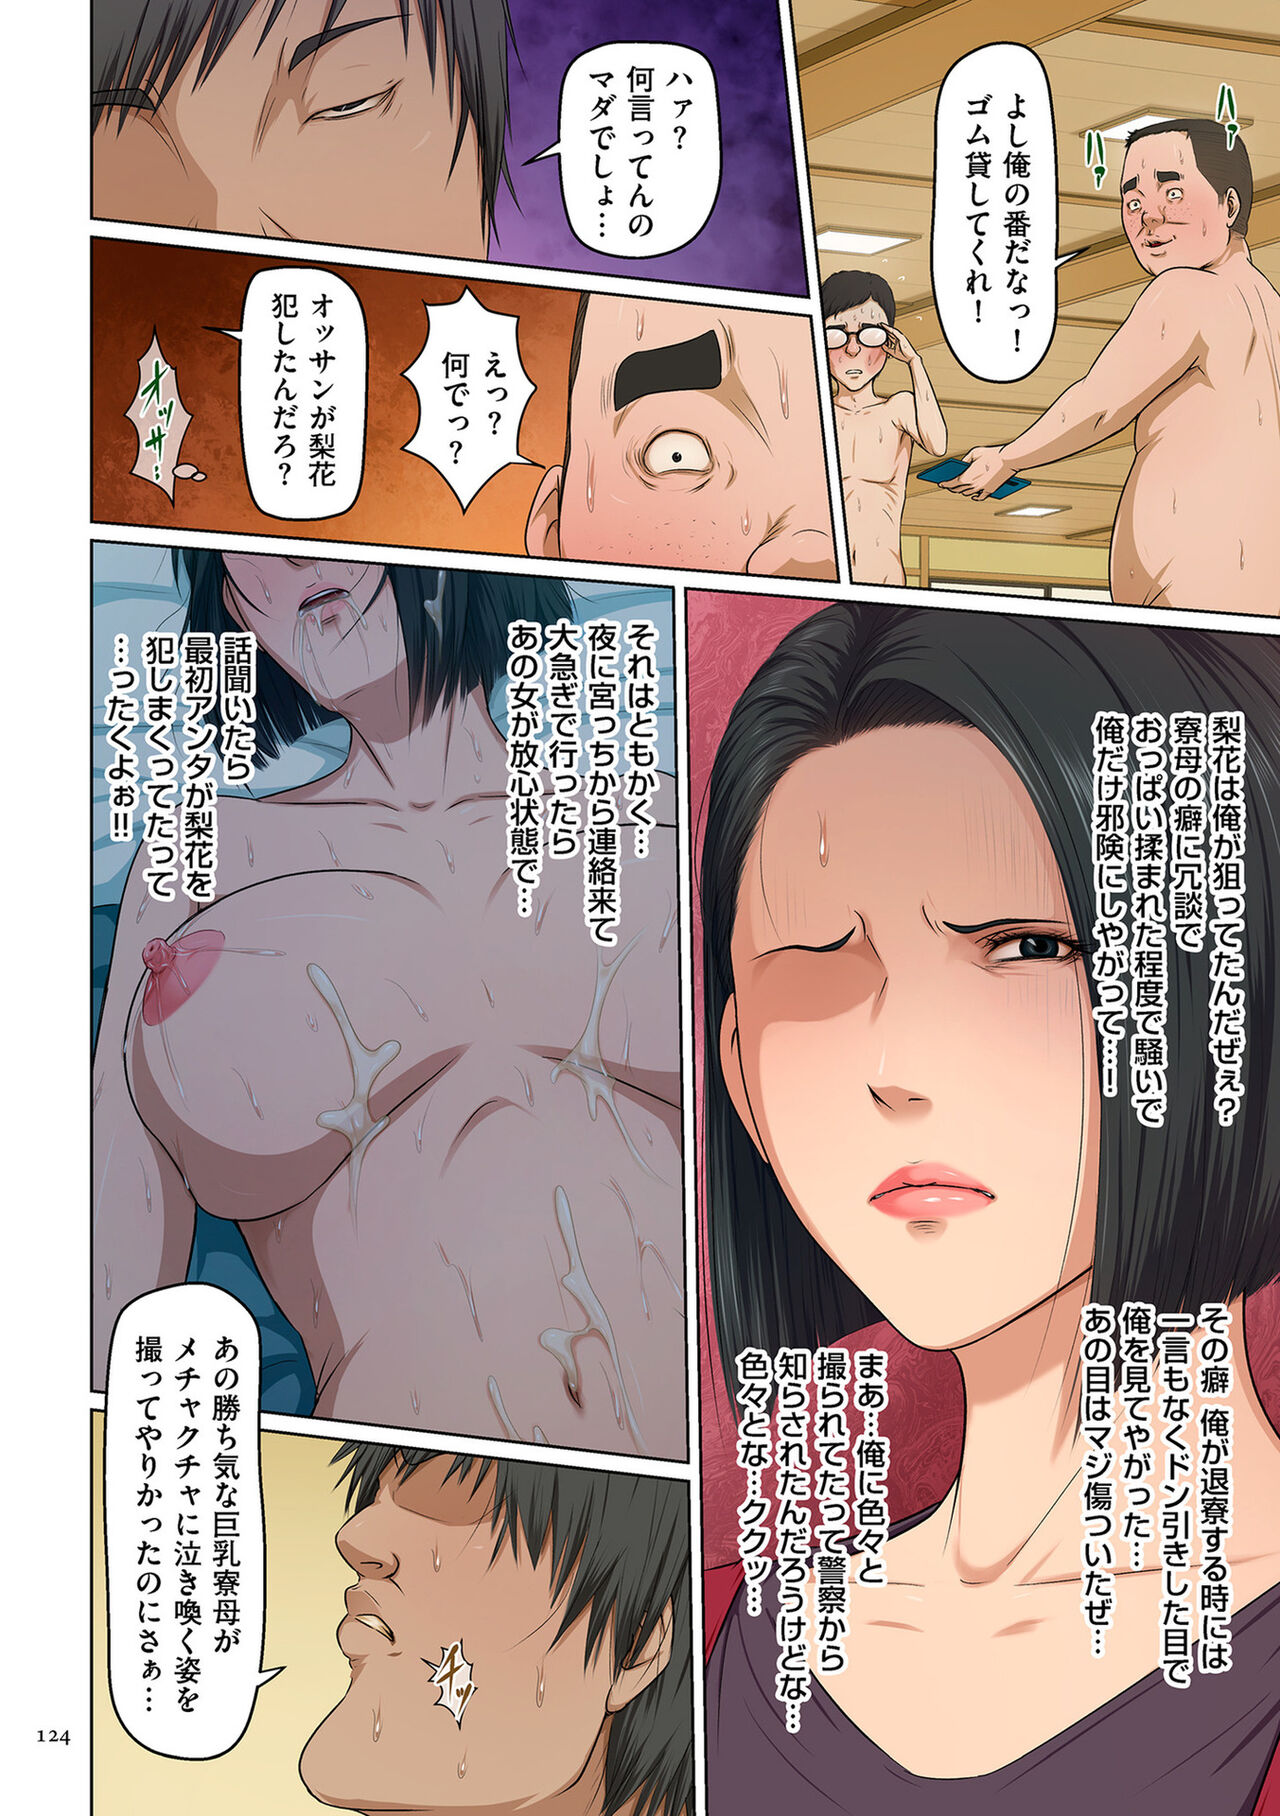 よし俺の番だなっ！
ゴム貸してくれ！
ハァ
ハァ
ハァ？
何言ってんの
マダでしょ…
えっ？
何でっ？
オッサンが梨花
犯したんだろ？
オッサ…
梨花は俺が狙ってたんだぜぇ？
寮母の癖に冗談で
おっぱい揉まれた程度で騒いで
俺だけ邪険にしやがって…！
その癖 俺が退寮する時には
一言もなくドン引きした目で
俺を見てやがった…
あの目はマジ傷ついたぜ…
まぁ…俺に色々と
撮られてたって警察から
知らされたんだろうけどな…
色々とな…ククッ…
それはともかく…
夜に宮っちから連絡来て
大急ぎで行ったら
あの女が放心状態で…
話聞いたら
最初アンタが梨花を
犯しまくってたって
…ったくよぉ!!
あの勝ち気な巨乳寮母が
メチャクチャに泣き喚く姿を
撮ってやりたかったのにさぁ…
チッ
124